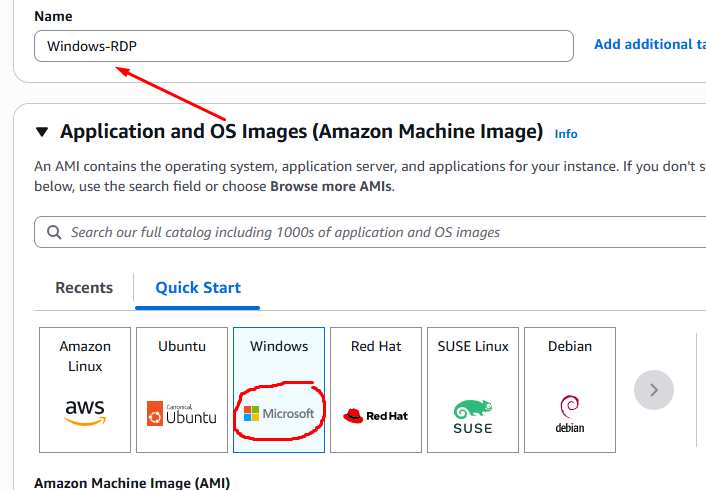 Name
Windows-RDP
Add additional ta
Application and OS Images (Amazon Machine Image) Info
An AMI contains the operating system, application server, and applications for your instance. If you don't s
below, use the search field or choose Browse more AMIs.
Search our full catalog including 1000s of application and OS images
Recents
Quick Start
Amazon Linux
aws
Ubuntu
Canonical Ubuntu
Windows
Microsoft
Red Hat
Red Hat
SUSE Linux
SUSE
Debian
debian
Amazon Machine Image (AMI)